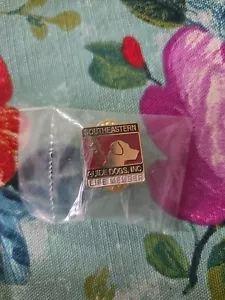 SOUTHEASTERN
GUIDE DOGS, INC
LIFE MEMBER